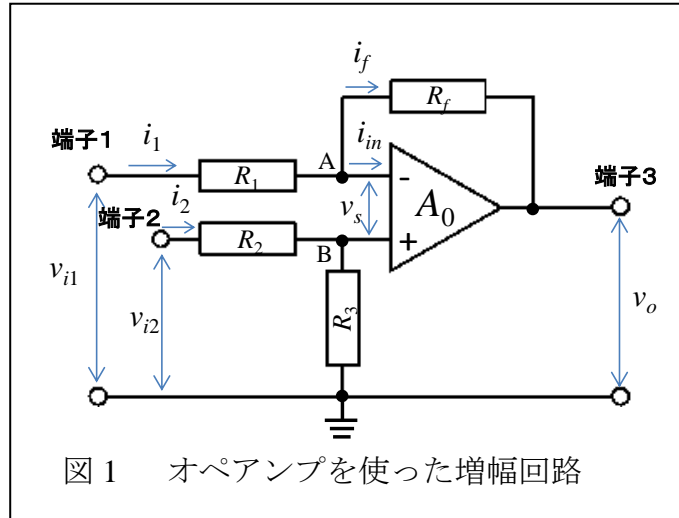 i_f
R_f
端子1
i_1
A
i_in
R_1
-
端子3
i_2
端子2
v_s
A_0
R_2
B
+
v_i1
v_i2
R_3
v_o
図1 オペアンプを使った増幅回路